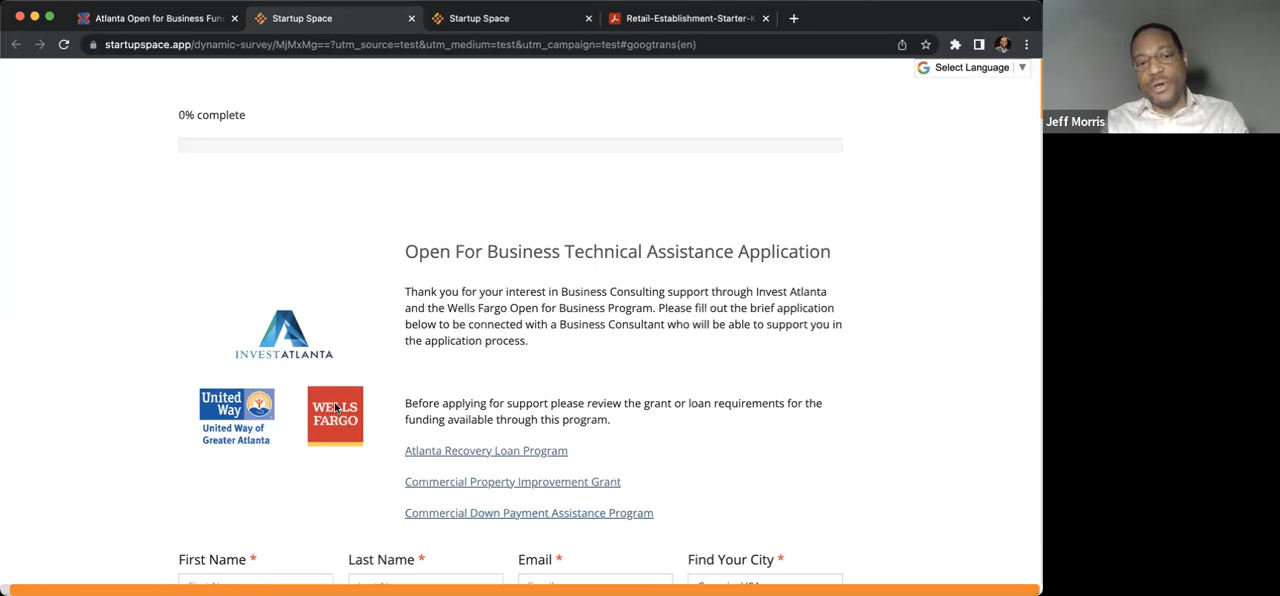 Atlanta Open for Business Fun
Startup Space
Startup Space
Retail-Establishment-Starter-K
startupspace.app/dynamic-survey/MjMxMg==?utm_source=test&utm_medium=test&utm_campaign=test#googtrans(en)
Select Language
Jeff Morris
0% complete
Open For Business Technical Assistance Application
Thank you for your interest in Business Consulting support through Invest Atlanta
and the Wells Fargo Open for Business Program. Please fill out the brief application
below to be connected with a Business Consultant who will be able to support you in
the application process.
INVESTATLANTA
United
Way
United Way of
Greater Atlanta
WELLS
FARGO
Before applying for support please review the grant or loan requirements for the
funding available through this program.
Atlanta Recovery Loan Program
Commercial Property Improvement Grant
Commercial Down Payment Assistance Program
First Name *
Last Name *
Email *
Find Your City *